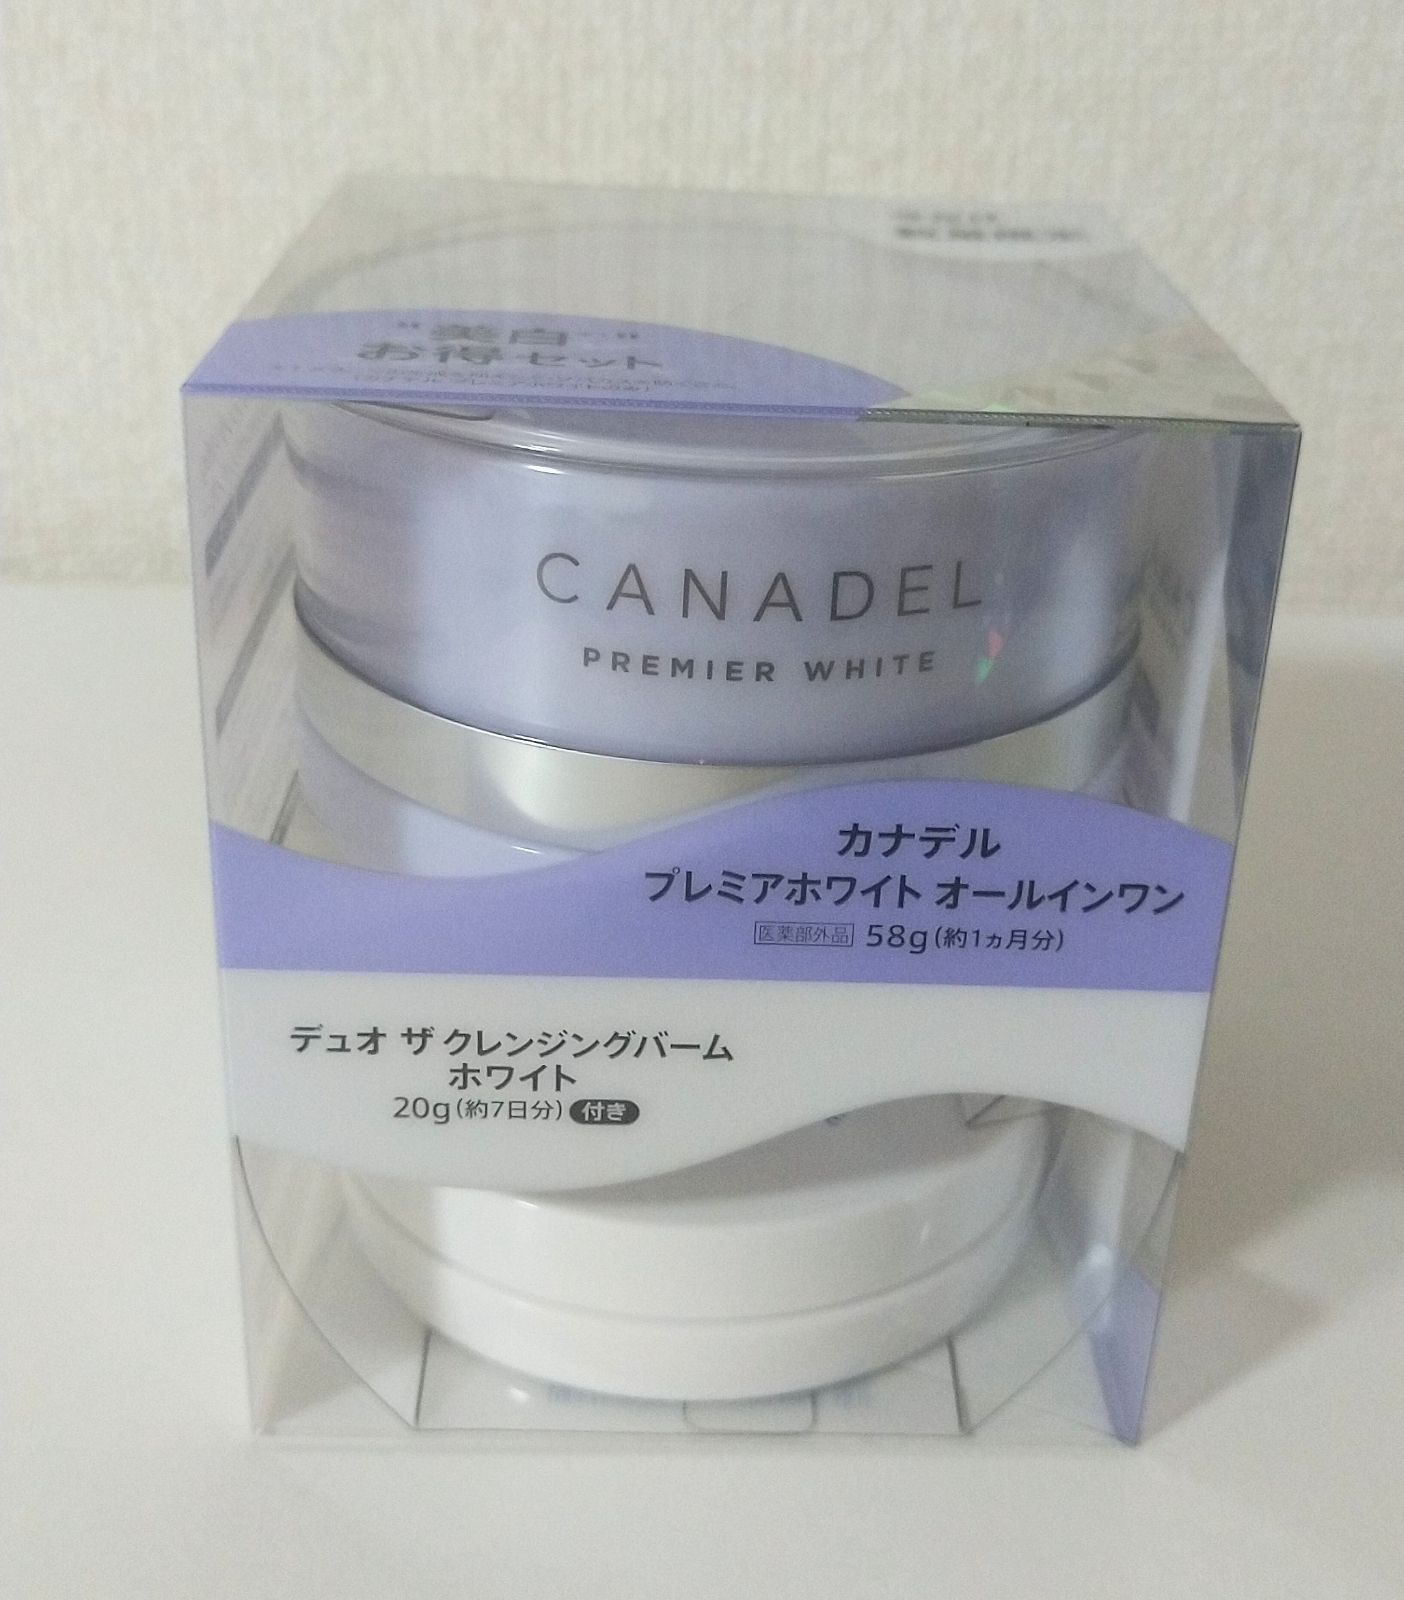 "美白"
お得セット
CANADEL
PREMIER WHITE
カナデル
プレミアホワイト オールインワン
医薬部外品 58g(約1ヵ月分)
デュオ ザ クレンジングバーム
ホワイト
20g(約7日分) 付き